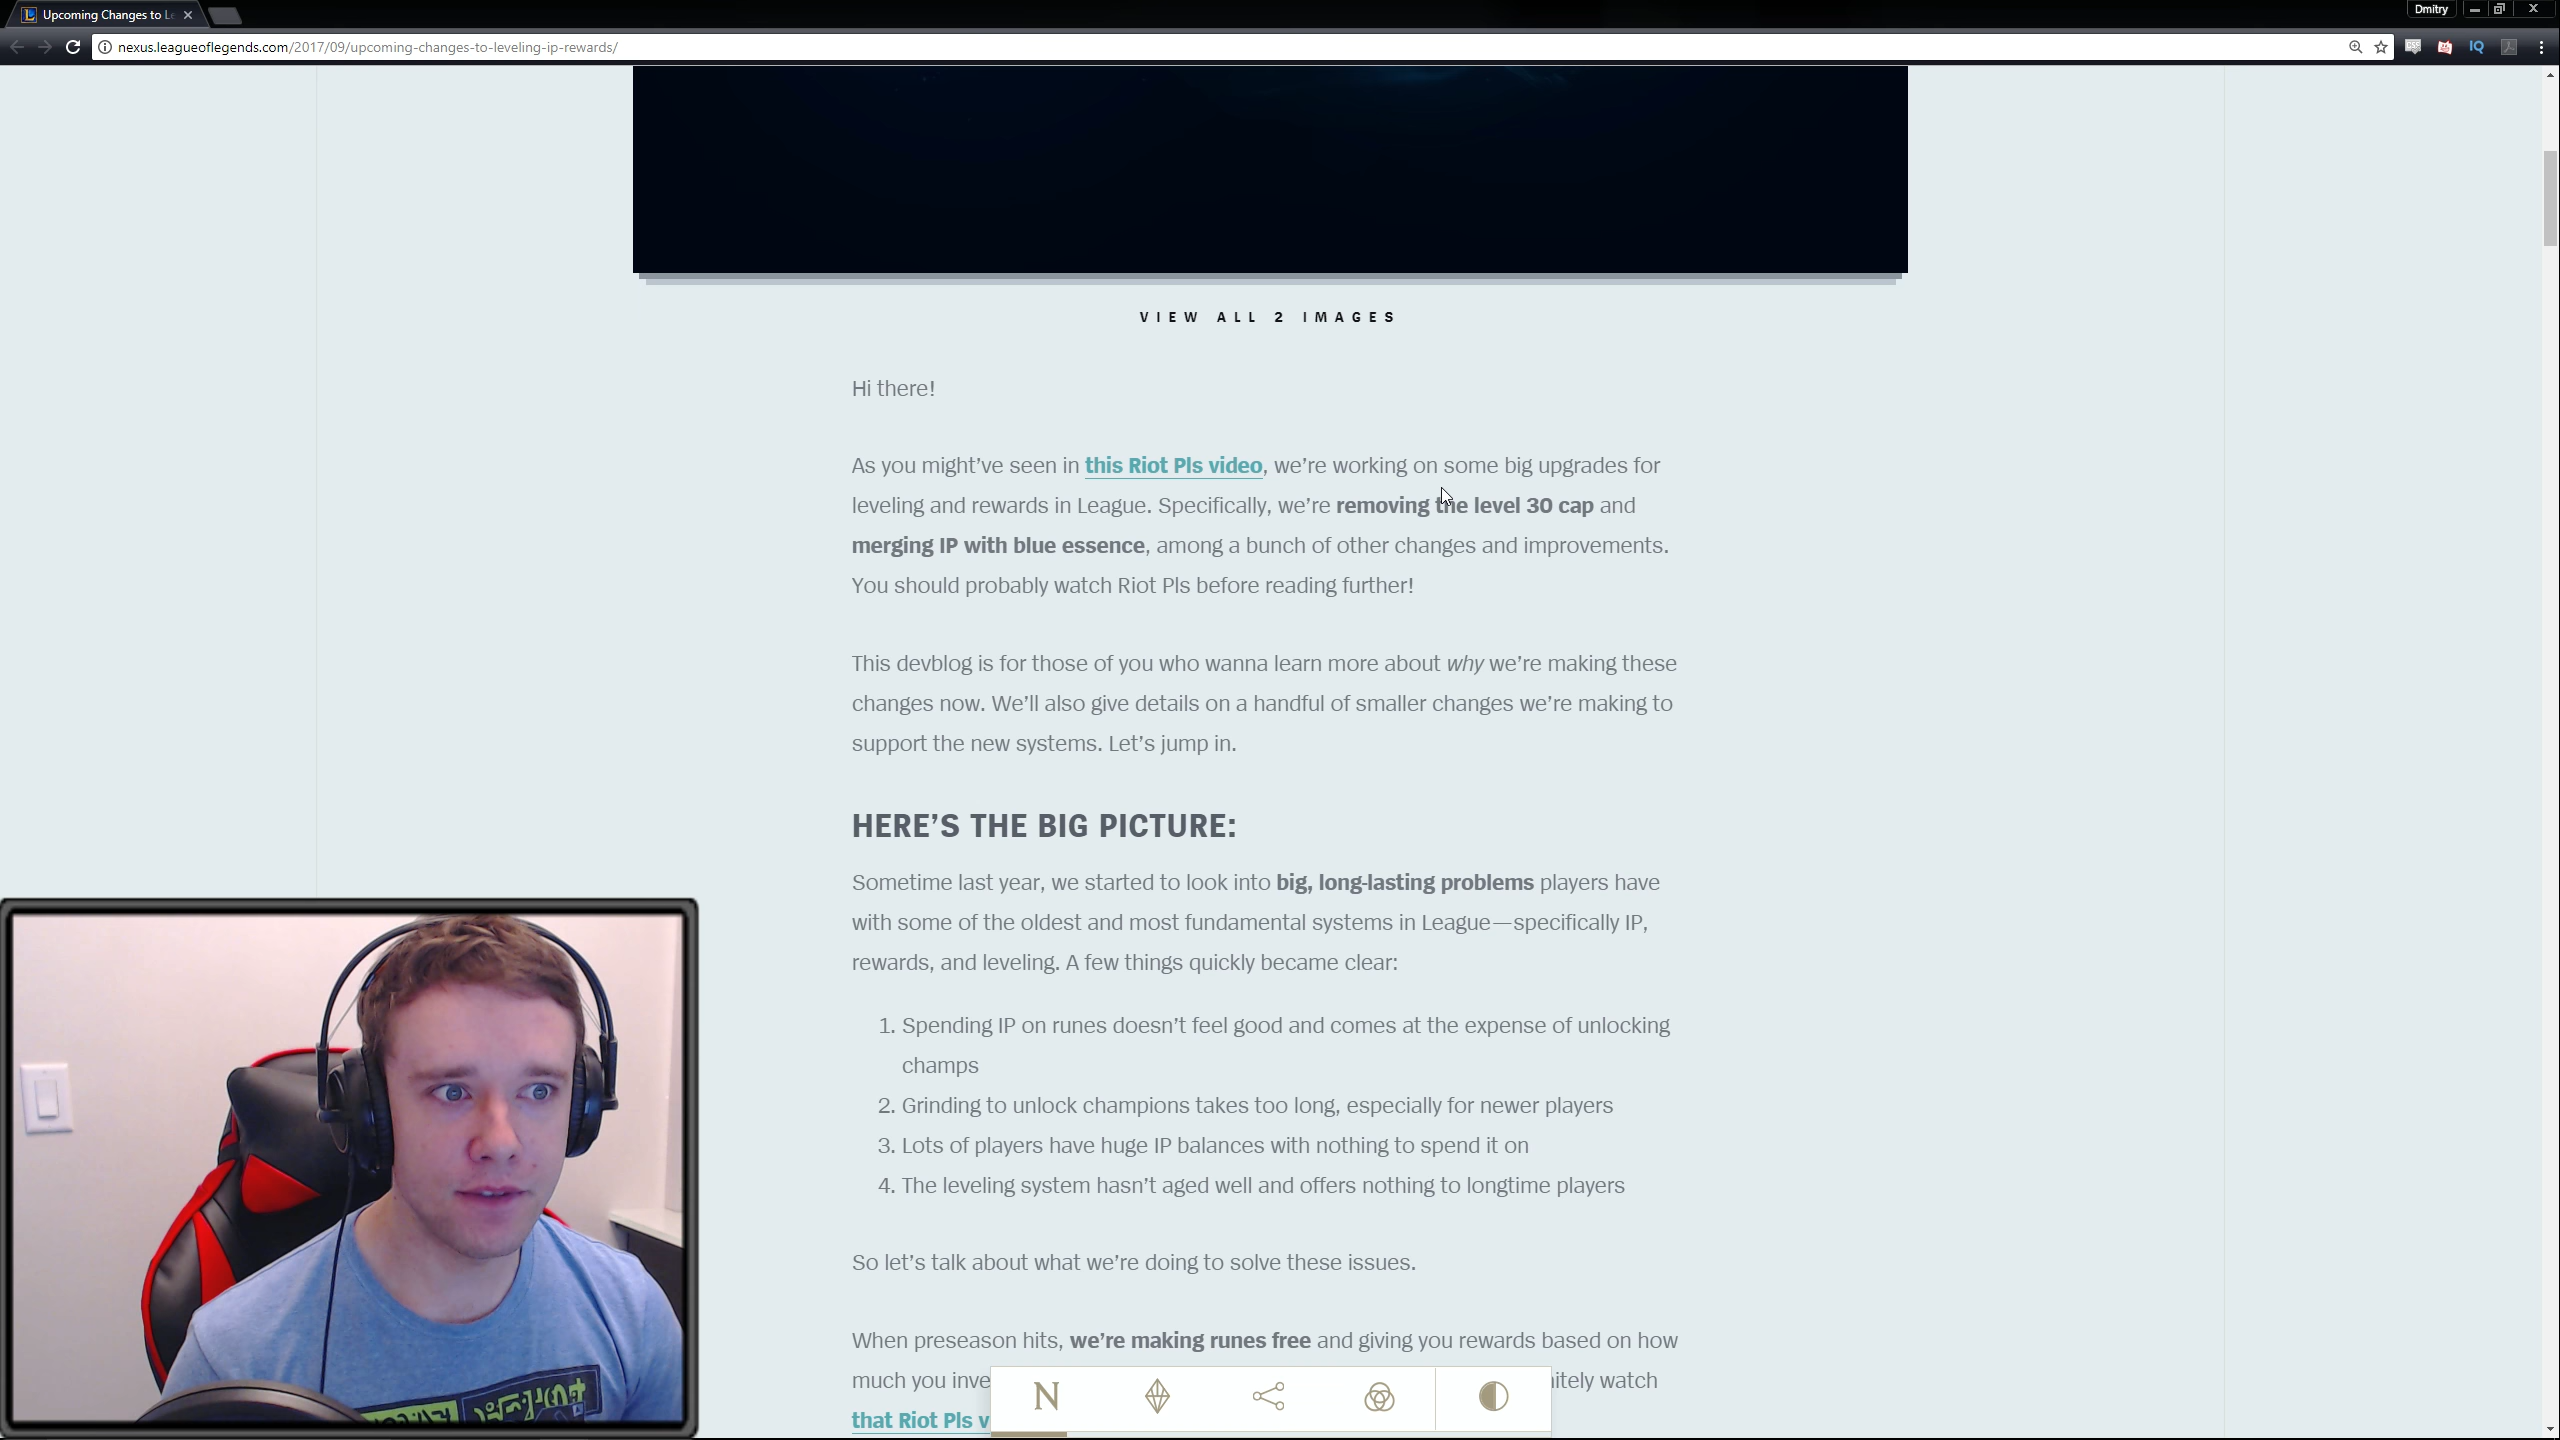 Upcoming Changes to Le
Dmitry
nexus.leagueoflegends.com/2017/09/upcoming-changes-to-leveling-ip-rewards/
IQ
VIEW ALL 2 IMAGES
Hi there!
As you might’ve seen in this Riot Pls video, we’re working on some big upgrades for
leveling and rewards in League. Specifically, we’re removing the level 30 cap and
merging IP with blue essence, among a bunch of other changes and improvements.
You should probably watch Riot Pls before reading further!
This devblog is for those of you who wanna learn more about why we’re making these
changes now. We’ll also give details on a handful of smaller changes we’re making to
support the new systems. Let’s jump in.
HERE’S THE BIG PICTURE:
Sometime last year, we started to look into big, long-lasting problems players have
with some of the oldest and most fundamental systems in League—specifically IP,
rewards, and leveling. A few things quickly became clear:
1. Spending IP on runes doesn’t feel good and comes at the expense of unlocking
champs
2. Grinding to unlock champions takes too long, especially for newer players
3. Lots of players have huge IP balances with nothing to spend it on
4. The leveling system hasn’t aged well and offers nothing to longtime players
So let’s talk about what we’re doing to solve these issues.
When preseason hits, we’re making runes free and giving you rewards based on how
much you inve itely watch
that Riot Pls v
N